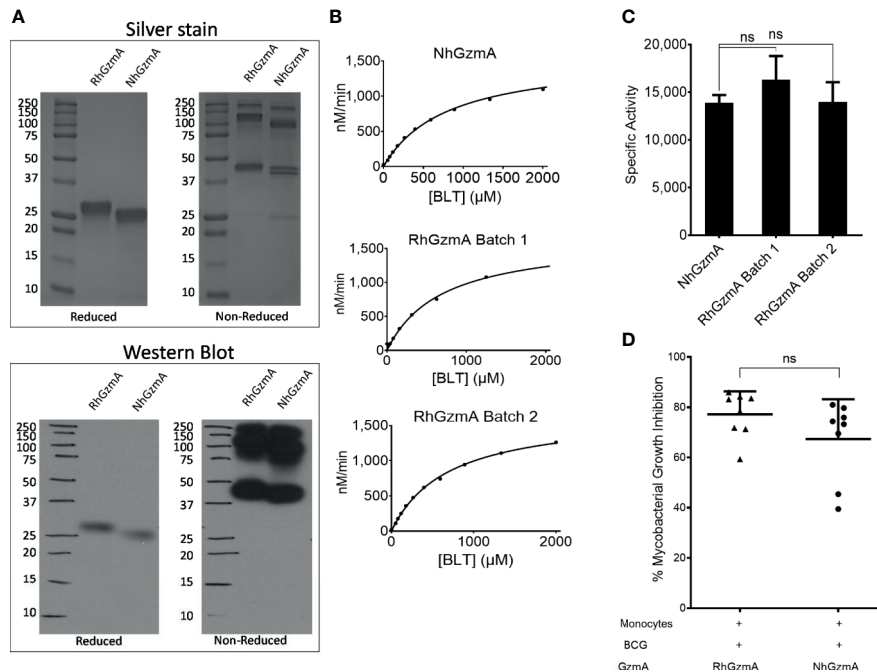 A
Silver stain
RhGzmA
NhGzmA
250
150
100
75
50
37
25
20
15
10
Reduced
RhGzmA
NhGzmA
250
150
100
75
50
37
25
20
15
10
Non-Reduced
Western Blot
RhGzmA
NhGzmA
250
150
100
75
50
37
25
20
15
10
Reduced
RhGzmA
NhGzmA
250
150
100
75
50
37
25
20
15
10
Non-Reduced
B
NhGzmA
nM/min
1,500
1,000
500
0
0 500 1000 1500 2000
[BLT] (µM)
RhGzmA Batch 1
nM/min
1,500
1,000
500
0
0 1000 2000
[BLT] (µM)
RhGzmA Batch 2
nM/min
1,500
1,000
500
0
0 1000 2000
[BLT] (µM)
C
ns
ns
Specific Activity
20,000
15,000
10,000
5,000
0
NhGzmA
RhGzmA Batch 1
RhGzmA Batch 2
D
ns
% Mycobacterial Growth Inhibition
100
80
60
40
20
0
Monocytes + +
BCG + +
GzmA RhGzmA NhGzmA